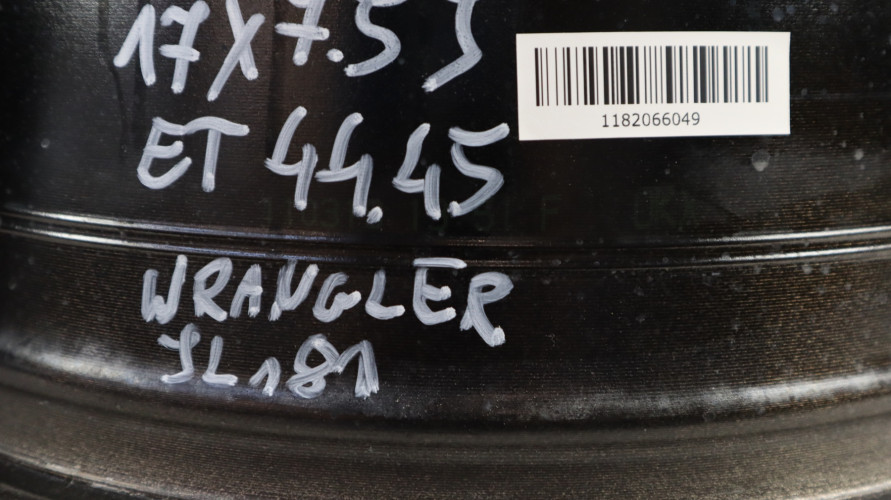 17X7.5J
1182066049
ET 44.45
WRANGLER
JL 181